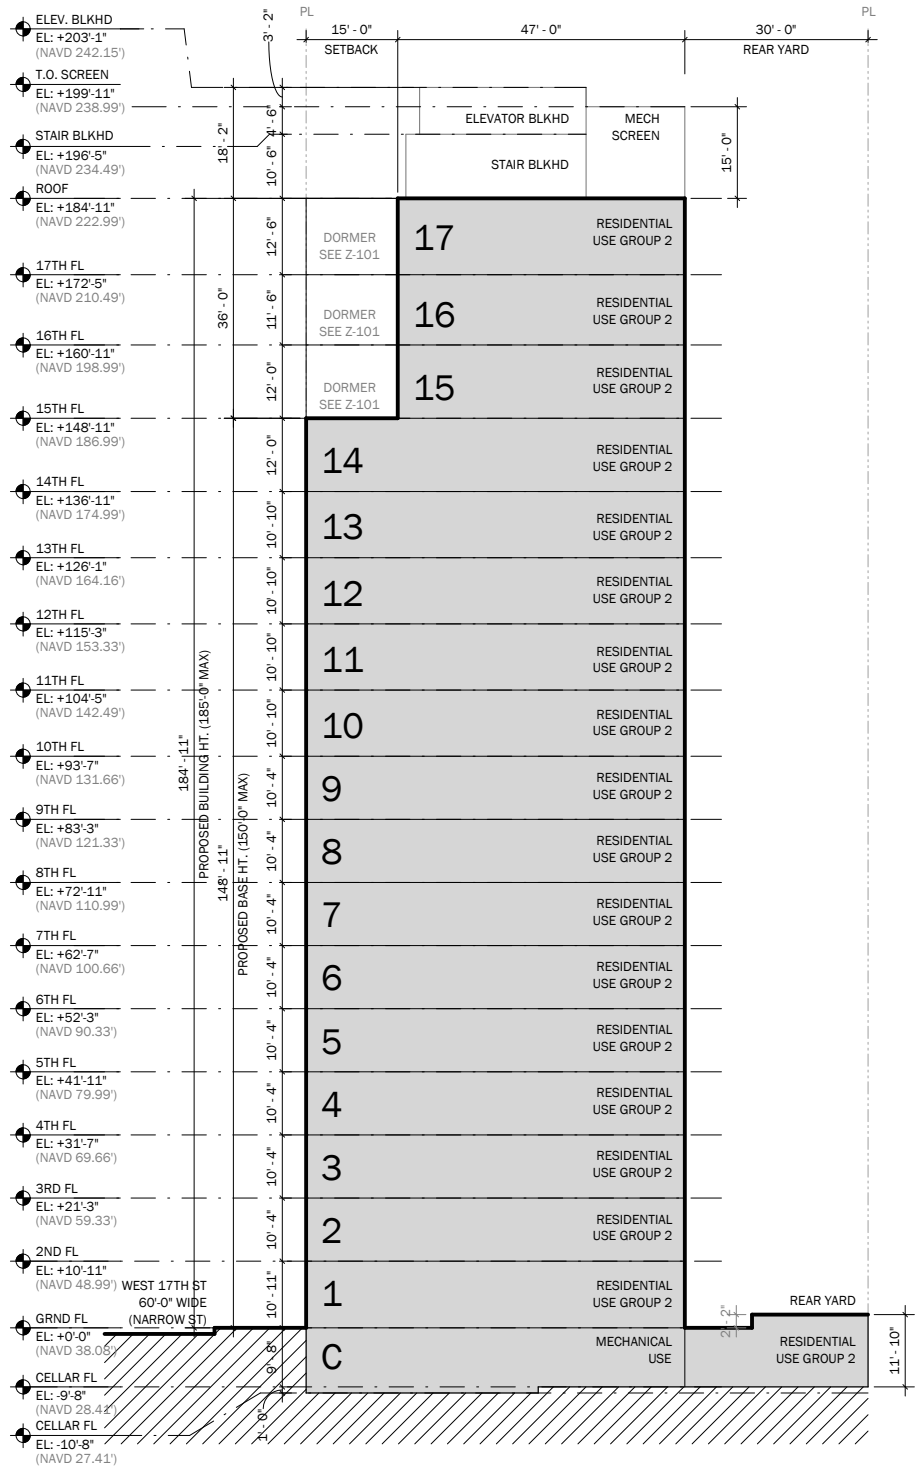 PL
PL
15' - 0"
47' - 0"
30' - 0"
SETBACK
REAR YARD
ELEV. BLKHD
EL: +203'-1"
(NAVD 242.15')
T.O. SCREEN
EL: +199'-11"
(NAVD 238.99')
STAIR BLKHD
EL: +196'-5"
(NAVD 234.49')
ROOF
EL: +184'-11"
(NAVD 222.99')
17TH FL
EL: +172'-5"
(NAVD 210.49')
16TH FL
EL: +160'-11"
(NAVD 198.99')
15TH FL
EL: +148'-11"
(NAVD 186.99')
14TH FL
EL: +136'-11"
(NAVD 174.99')
13TH FL
EL: +126'-1"
(NAVD 164.16')
12TH FL
EL: +115'-3"
(NAVD 153.33')
11TH FL
EL: +104'-5"
(NAVD 142.49')
10TH FL
EL: +93'-7"
(NAVD 131.66')
9TH FL
EL: +83'-3"
(NAVD 121.33')
8TH FL
EL: +72'-11"
(NAVD 110.99')
7TH FL
EL: +62'-7"
(NAVD 100.66')
6TH FL
EL: +52'-3"
(NAVD 90.33')
5TH FL
EL: +41'-11"
(NAVD 79.99')
4TH FL
EL: +31'-7"
(NAVD 69.66')
3RD FL
EL: +21'-3"
(NAVD 59.33')
2ND FL
EL: +10'-11"
(NAVD 48.99')
GRND FL
EL: +0'-0"
(NAVD 38.08')
CELLAR FL
EL: -9'-8"
(NAVD 28.41')
CELLAR FL
EL: -10'-8"
(NAVD 27.41')
WEST 17TH ST
60'-0" WIDE
(NARROW ST)
184' - 11"
PROPOSED BUILDING HT. (185'-0" MAX)
18' - 2"
36' - 0"
148' - 11"
PROPOSED BASE HT. (150'-0" MAX)
3' - 2"
4' - 6"
10' - 6"
12' - 6"
11' - 6"
12' - 0"
12' - 0"
10' - 10"
10' - 10"
10' - 10"
10' - 10"
10' - 4"
10' - 4"
10' - 4"
10' - 4"
10' - 4"
10' - 4"
10' - 4"
10' - 4"
10' - 11"
9' - 8"
1' - 0"
ELEVATOR BLKHD
MECH
SCREEN
STAIR BLKHD
15' - 0"
DORMER
SEE Z-101
17
RESIDENTIAL
USE GROUP 2
DORMER
SEE Z-101
16
RESIDENTIAL
USE GROUP 2
DORMER
SEE Z-101
15
RESIDENTIAL
USE GROUP 2
14
RESIDENTIAL
USE GROUP 2
13
RESIDENTIAL
USE GROUP 2
12
RESIDENTIAL
USE GROUP 2
11
RESIDENTIAL
USE GROUP 2
10
RESIDENTIAL
USE GROUP 2
9
RESIDENTIAL
USE GROUP 2
8
RESIDENTIAL
USE GROUP 2
7
RESIDENTIAL
USE GROUP 2
6
RESIDENTIAL
USE GROUP 2
5
RESIDENTIAL
USE GROUP 2
4
RESIDENTIAL
USE GROUP 2
3
RESIDENTIAL
USE GROUP 2
2
RESIDENTIAL
USE GROUP 2
1
RESIDENTIAL
USE GROUP 2
C
MECHANICAL
USE
REAR YARD
2' - 2"
RESIDENTIAL
USE GROUP 2
11' - 10"